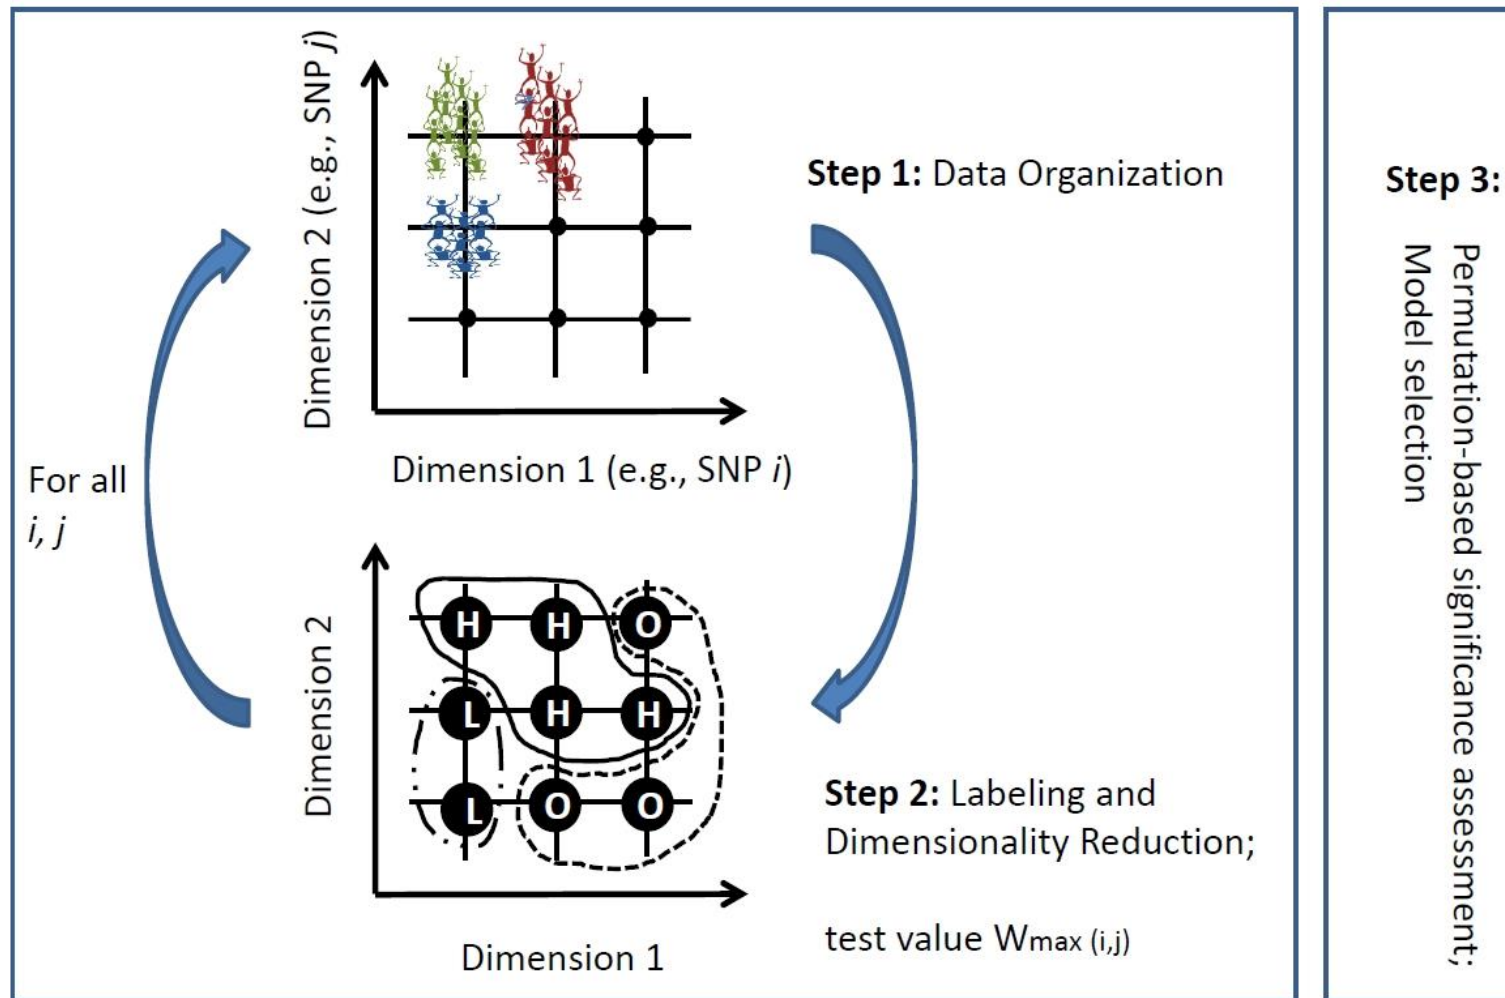 Dimension 2 (e.g., SNP j)
Step 1: Data Organization
Dimension 1 (e.g., SNP i)
For all
i, j
Dimension 2
H H O
L H H
L O O
Dimension 1
Step 2: Labeling and
Dimensionality Reduction;
test value Wmax (i,j)
Step 3:
Permutation-based significance assessment;
Model selection